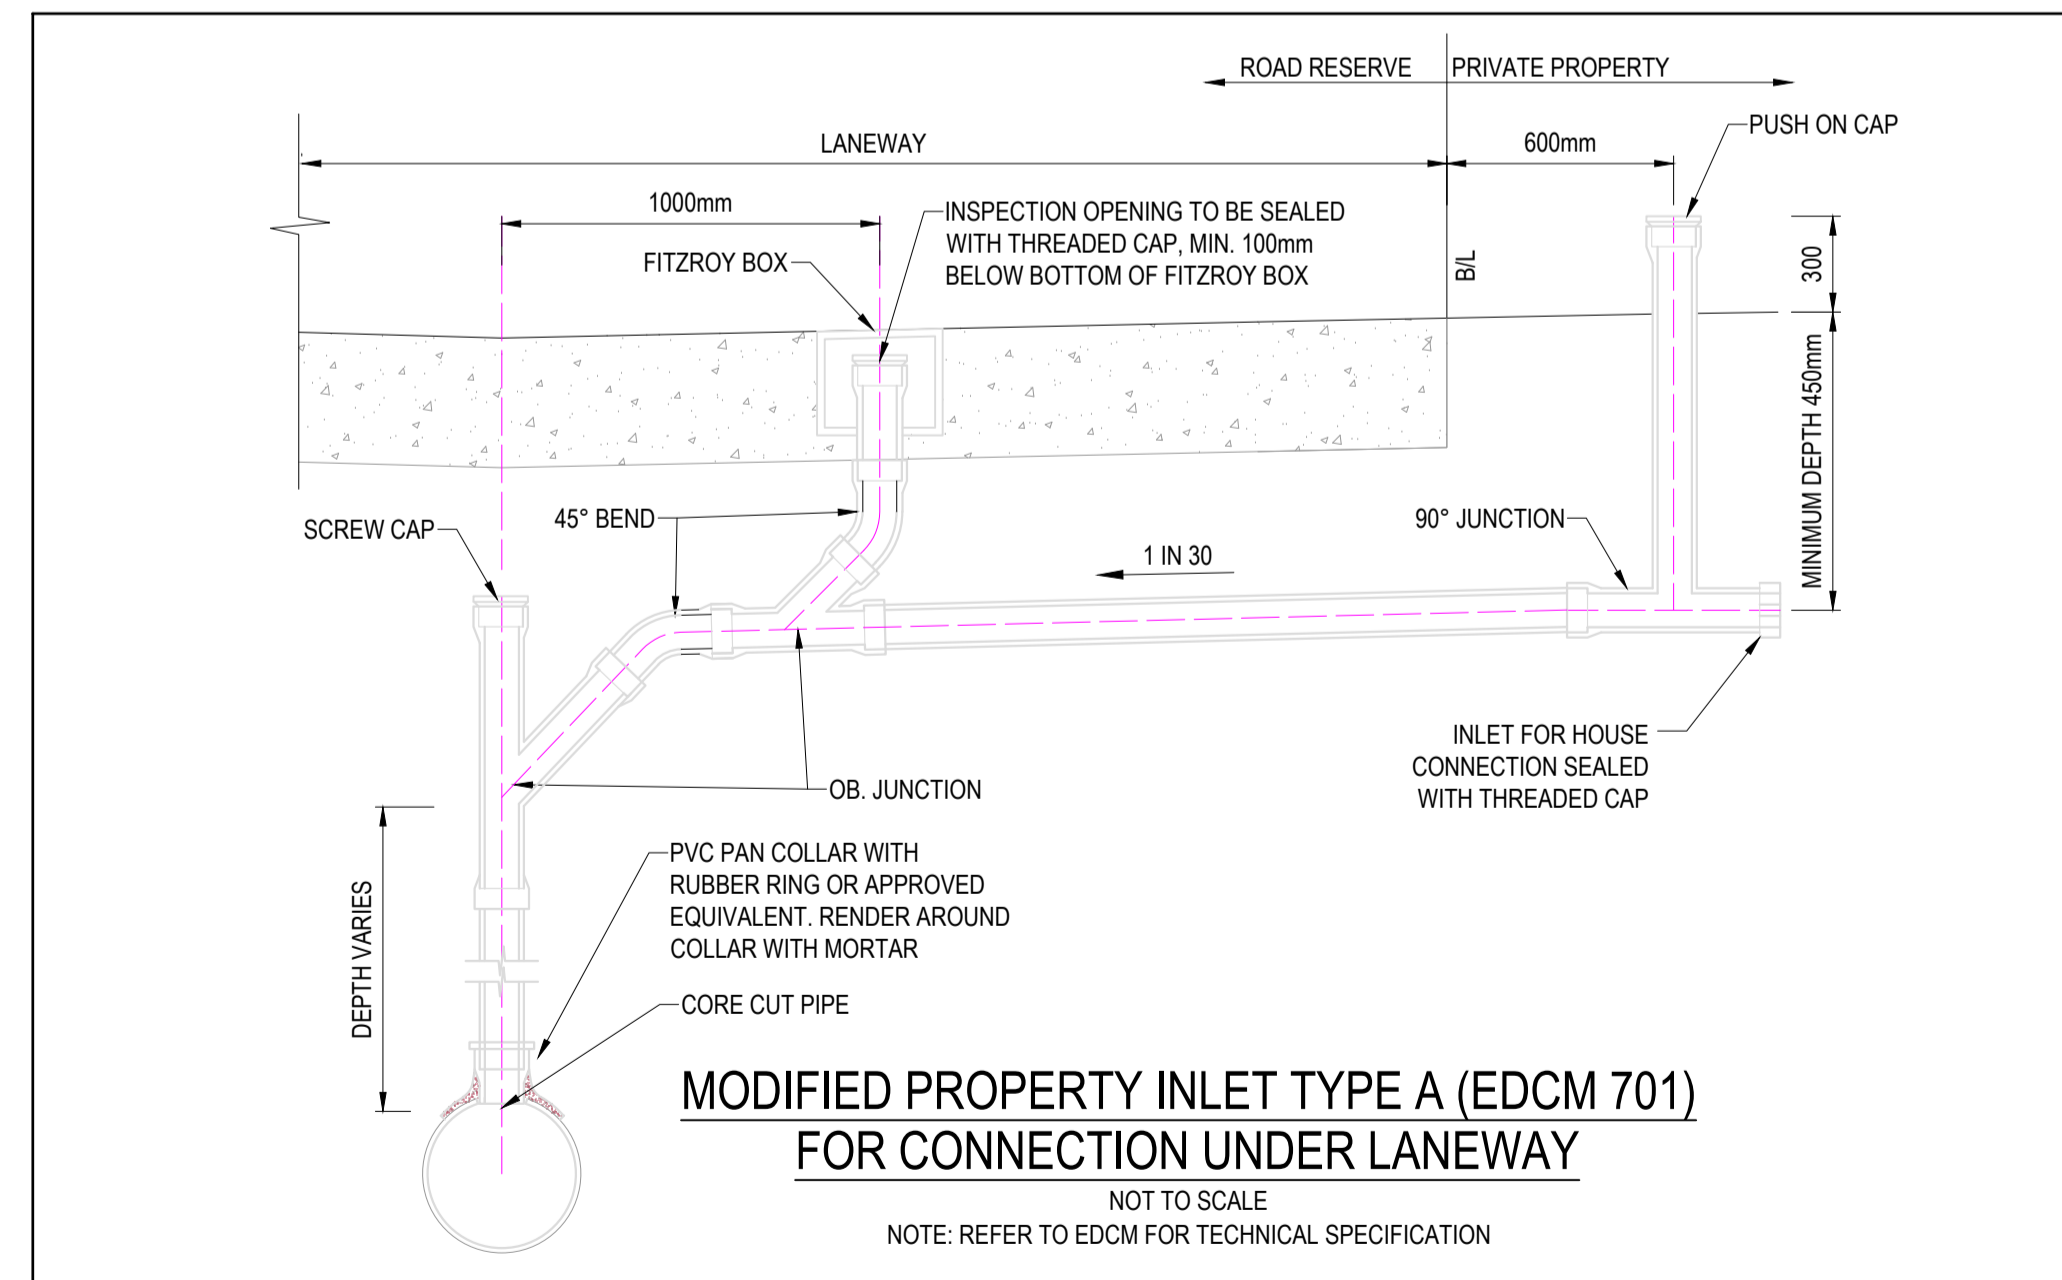 ROAD RESERVE
PRIVATE PROPERTY
PUSH ON CAP
LANEWAY
600mm
1000mm
INSPECTION OPENING TO BE SEALED
WITH THREADED CAP, MIN. 100mm
BELOW BOTTOM OF FITZROY BOX
FITZROY BOX
B/L
300
MINIMUM DEPTH 450mm
SCREW CAP
45° BEND
90° JUNCTION
1 IN 30
INLET FOR HOUSE
CONNECTION SEALED
WITH THREADED CAP
OB. JUNCTION
DEPTH VARIES
PVC PAN COLLAR WITH
RUBBER RING OR APPROVED
EQUIVALENT. RENDER AROUND
COLLAR WITH MORTAR
CORE CUT PIPE
MODIFIED PROPERTY INLET TYPE A (EDCM 701)
FOR CONNECTION UNDER LANEWAY
NOT TO SCALE
NOTE: REFER TO EDCM FOR TECHNICAL SPECIFICATION